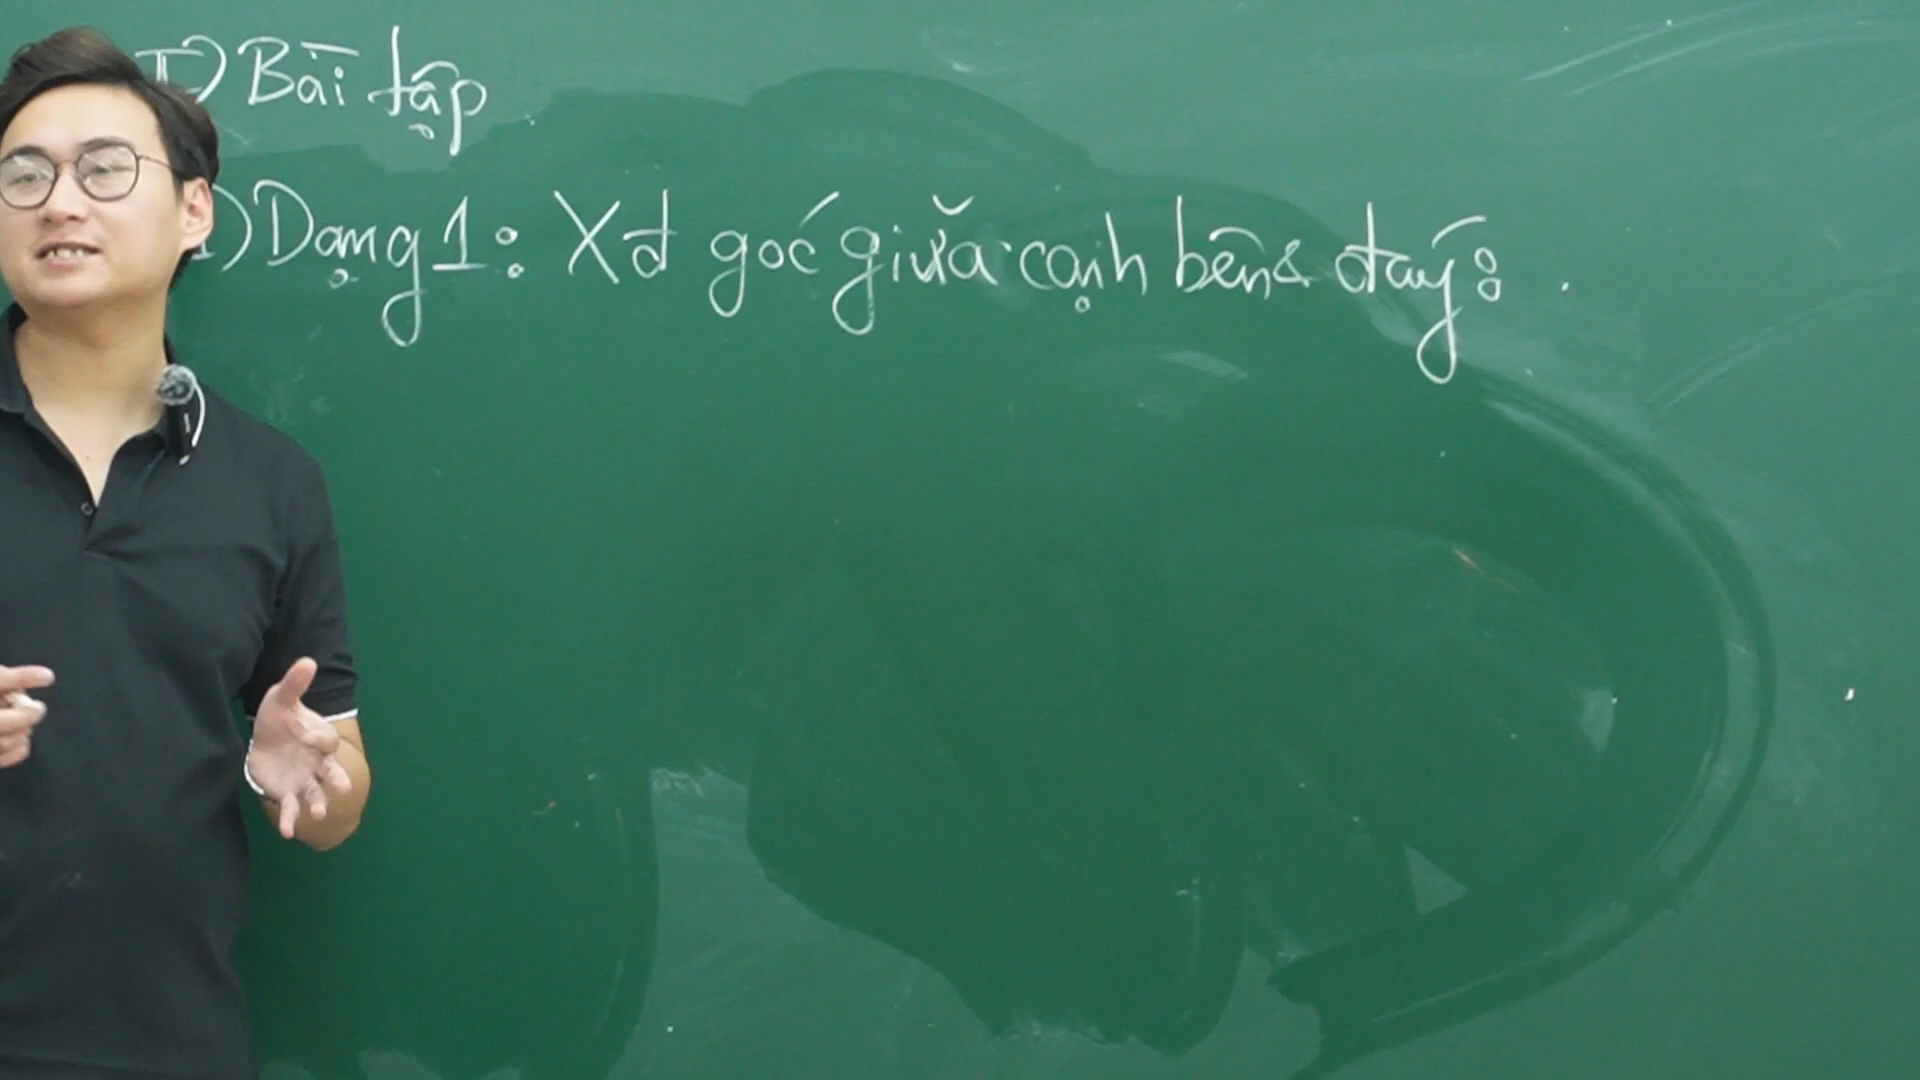 I) Bài tập
1) Dạng 1: Xđ góc giữa cạnh bên & đáy: